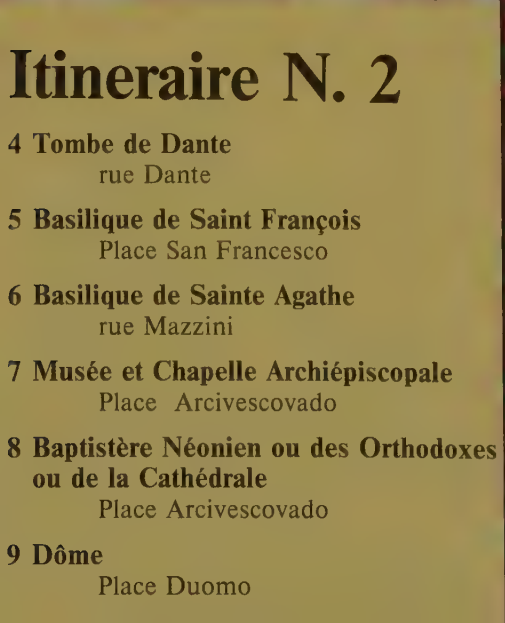 Itineraire N. 2
4 Tombe de Dante
rue Dante
5 Basilique de Saint François
Place San Francesco
6 Basilique de Sainte Agathe
rue Mazzini
7 Musée et Chapelle Archiépiscopale
Place Arcivescovado
8 Baptistère Néonien ou des Orthodoxes
ou de la Cathédrale
Place Arcivescovado
9 Dôme
Place Duomo